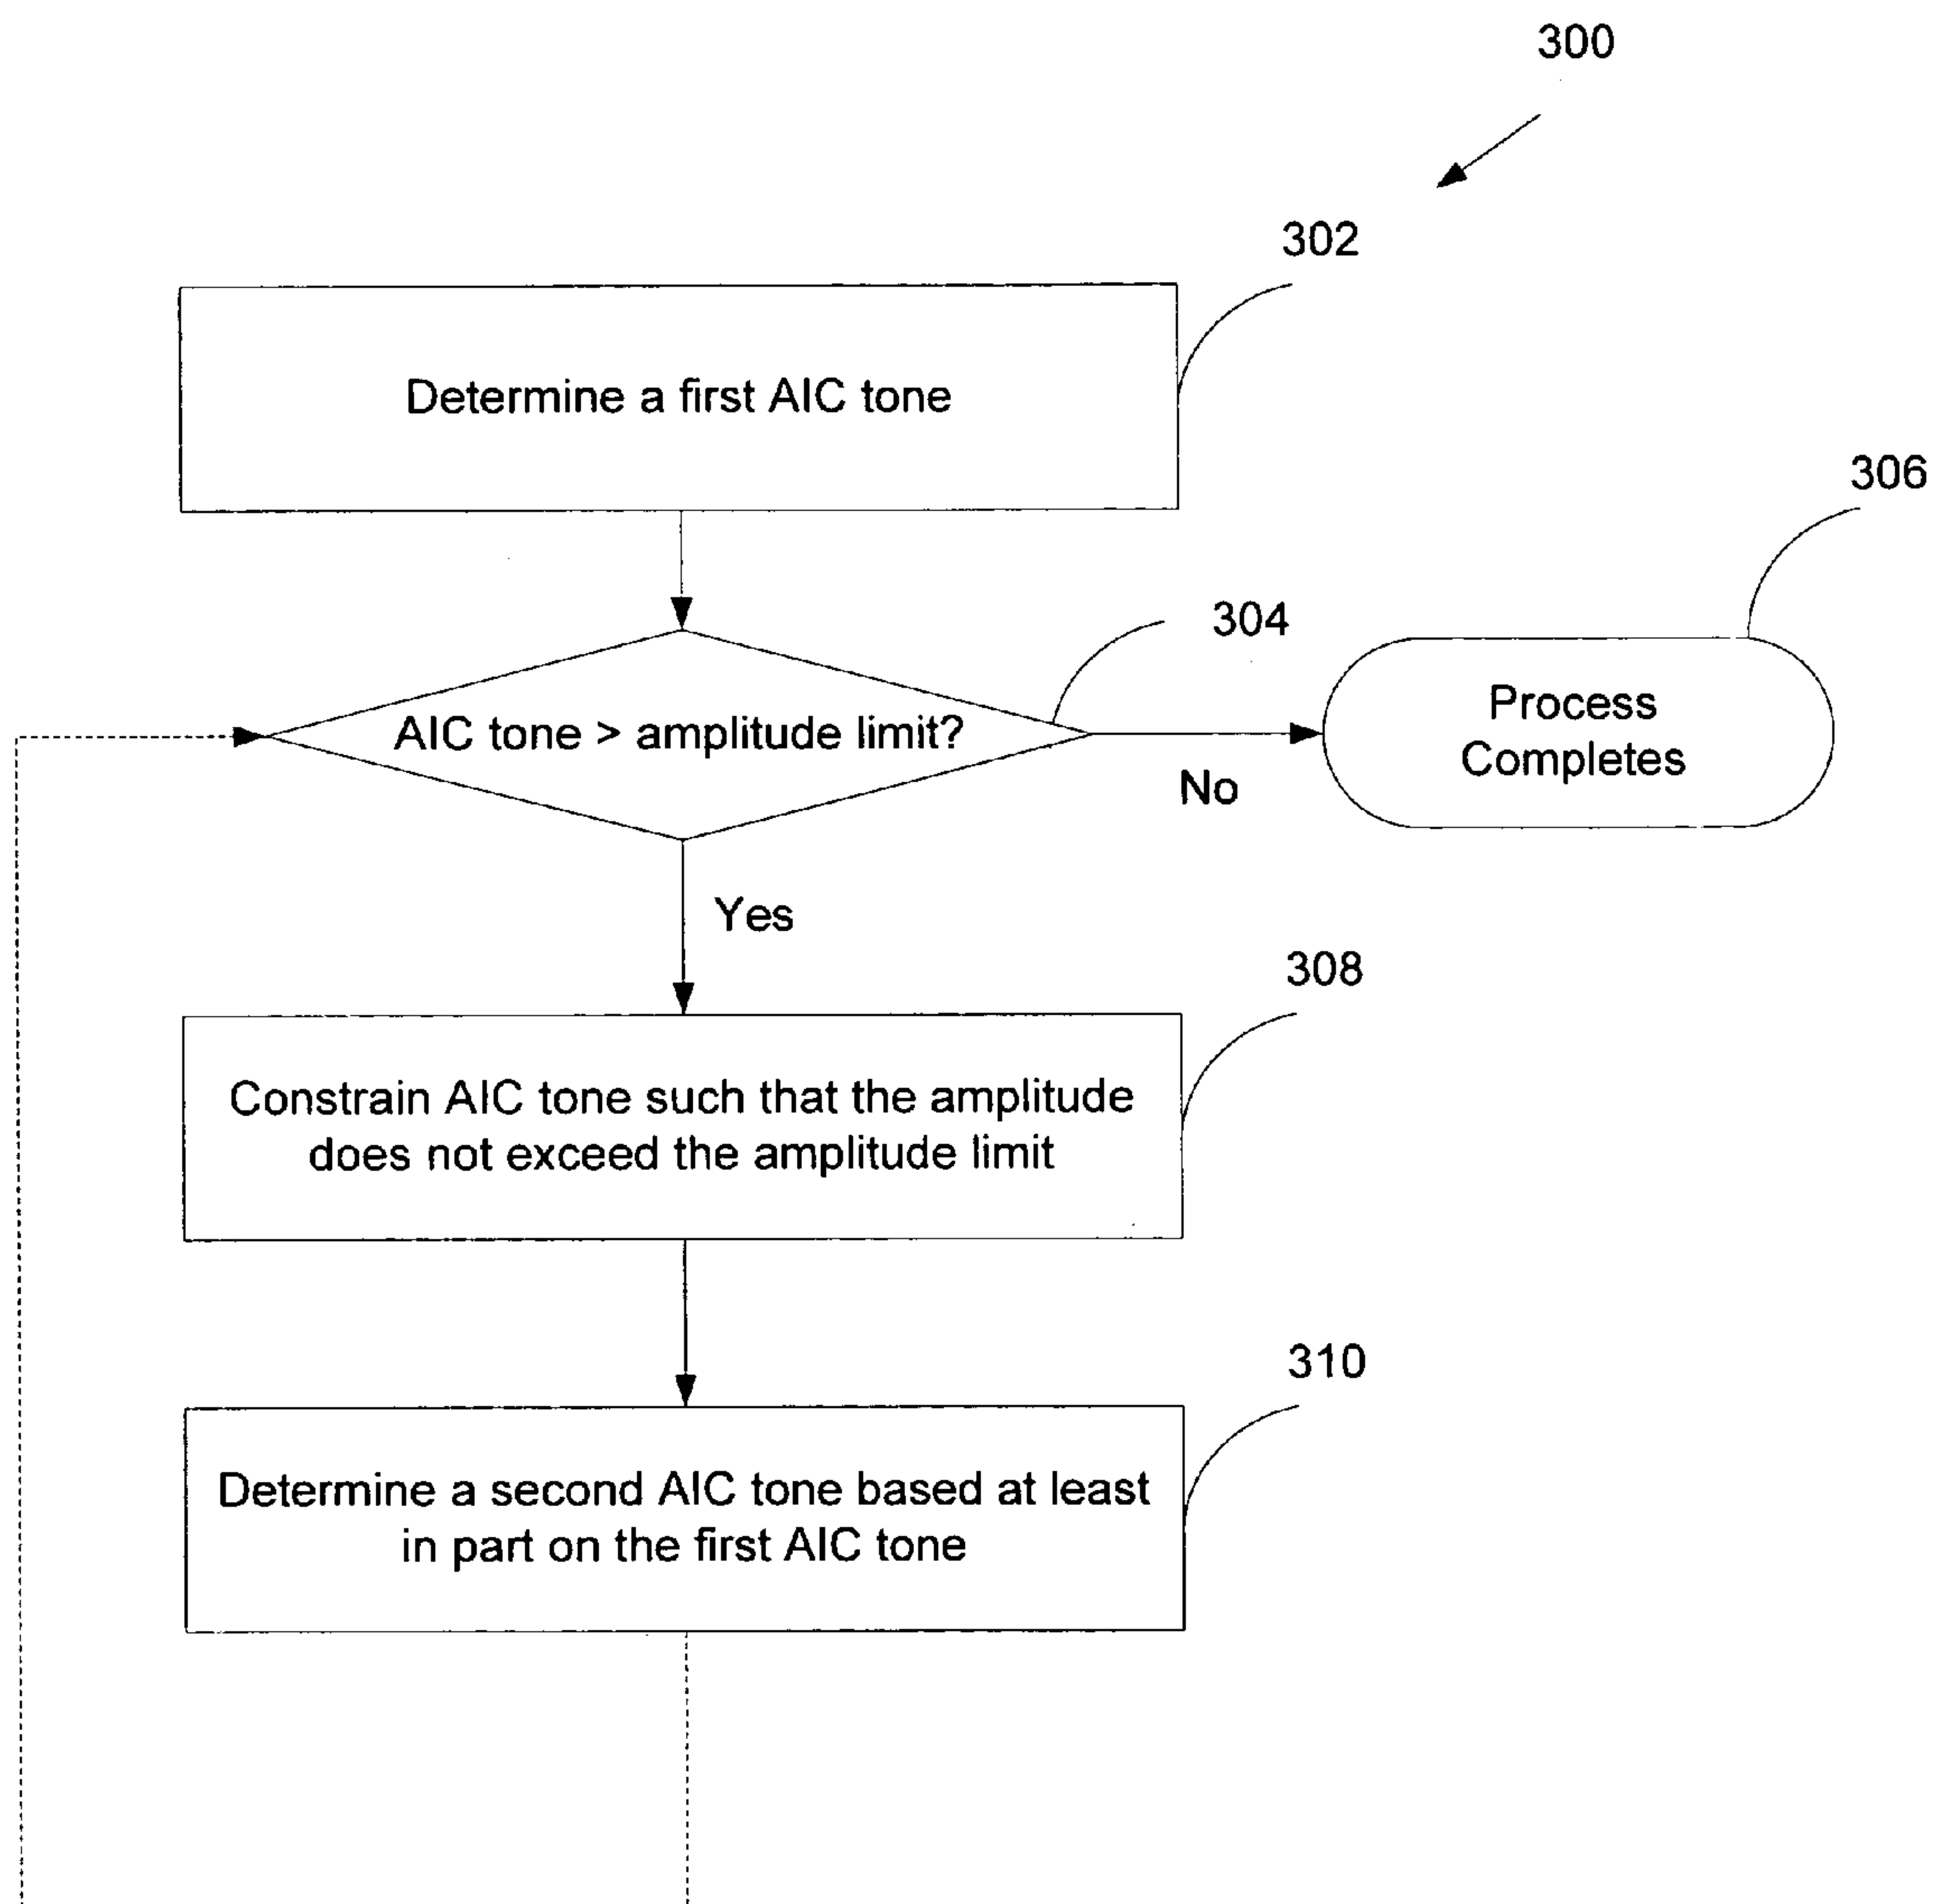 300
302
Determine a first AIC tone
306
304
AIC tone > amplitude limit?
Process
Completes
No
Yes
308
Constrain AIC tone such that the amplitude
does not exceed the amplitude limit
310
Determine a second AIC tone based at least
in part on the first AIC tone